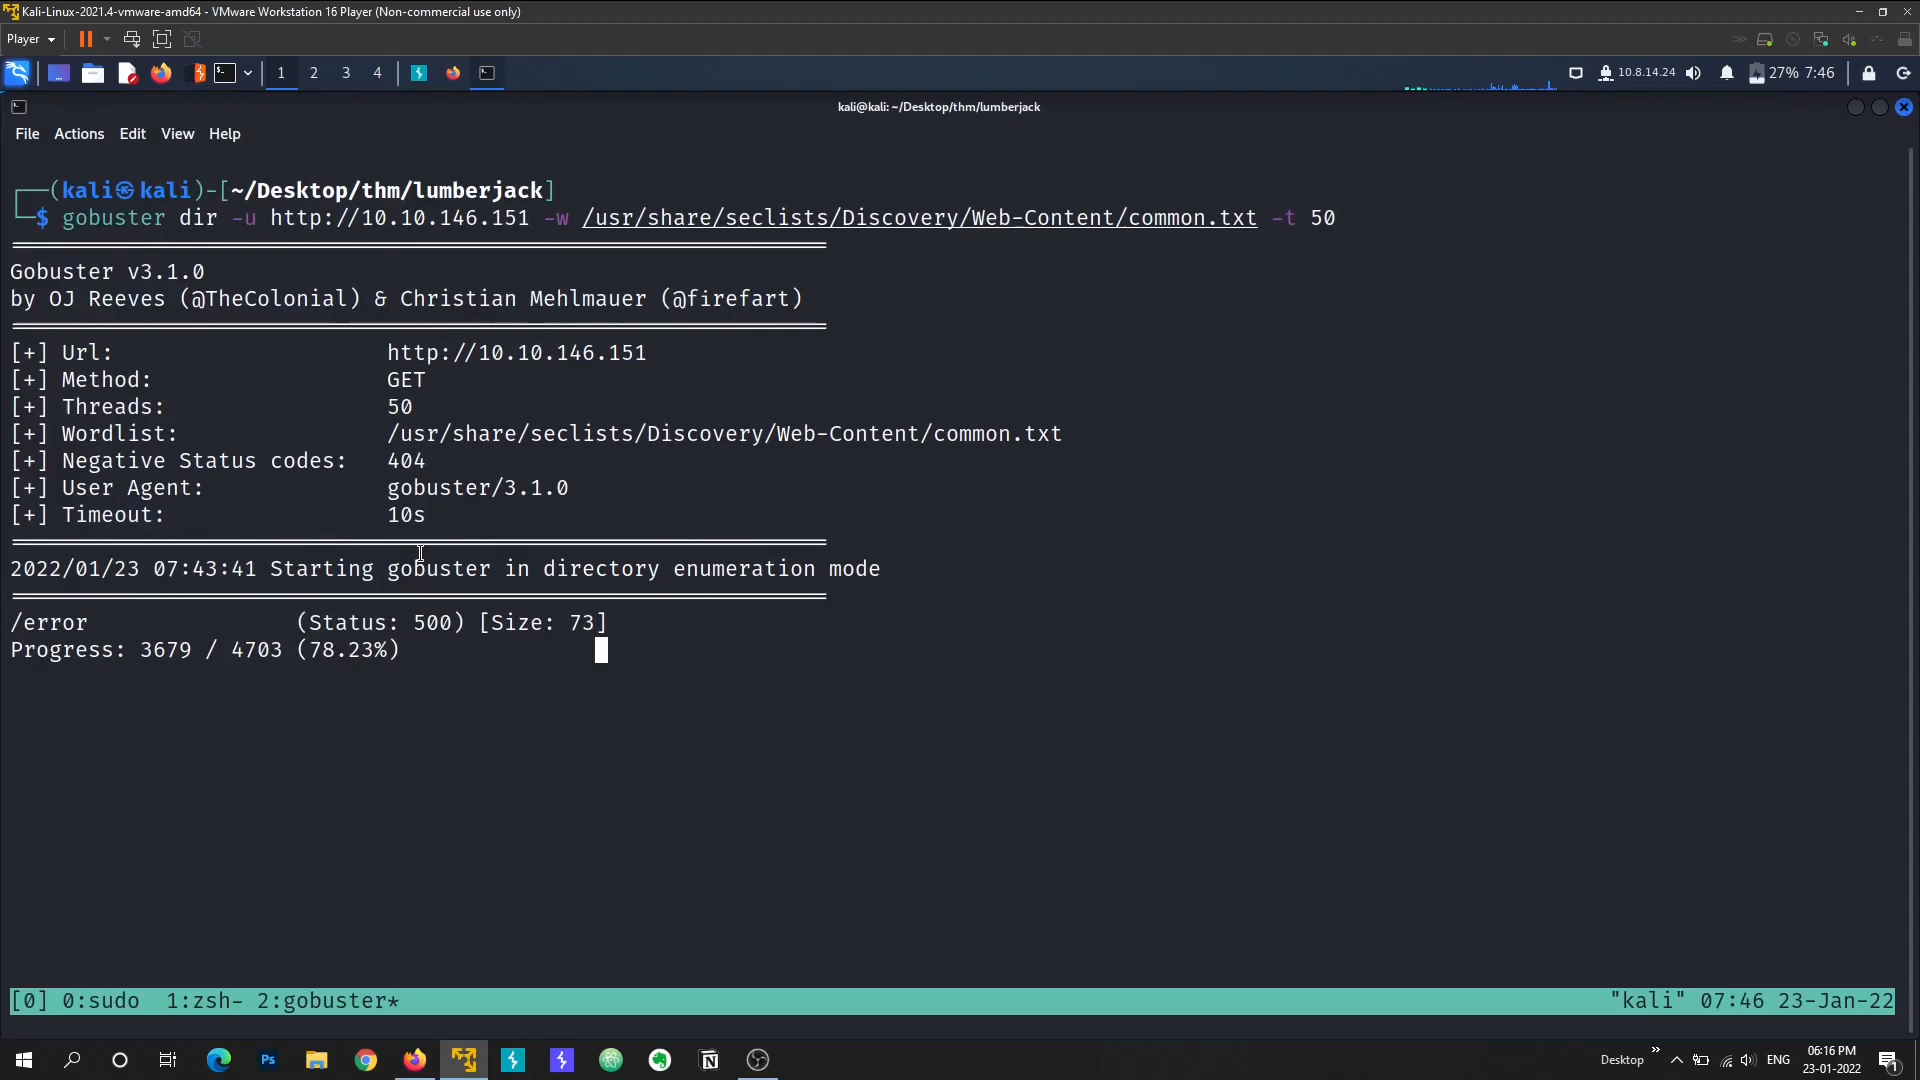 Kali-Linux-2021.4-vmware-amd64 - VMware Workstation 16 Player (Non-commercial use only)
Player
1 2 3 4
10.8.14.24
27% 7:46
kali@kali: ~/Desktop/thm/lumberjack
File Actions Edit View Help
┌──(kali㉿kali)-[~/Desktop/thm/lumberjack]
└─$ gobuster dir -u http://10.10.146.151 -w /usr/share/seclists/Discovery/Web-Content/common.txt -t 50
===============================================================
Gobuster v3.1.0
by OJ Reeves (@TheColonial) & Christian Mehlmauer (@firefart)
===============================================================
[+] Url:                     http://10.10.146.151
[+] Method:                  GET
[+] Threads:                 50
[+] Wordlist:                /usr/share/seclists/Discovery/Web-Content/common.txt
[+] Negative Status codes:   404
[+] User Agent:              gobuster/3.1.0
[+] Timeout:                 10s
===============================================================
2022/01/23 07:43:41 Starting gobuster in directory enumeration mode
===============================================================
/error                (Status: 500) [Size: 73]
Progress: 3679 / 4703 (78.23%)
[0] 0:sudo  1:zsh- 2:gobuster*
"kali" 07:46 23-Jan-22
Ps
Desktop
ENG
06:16 PM
23-01-2022
1